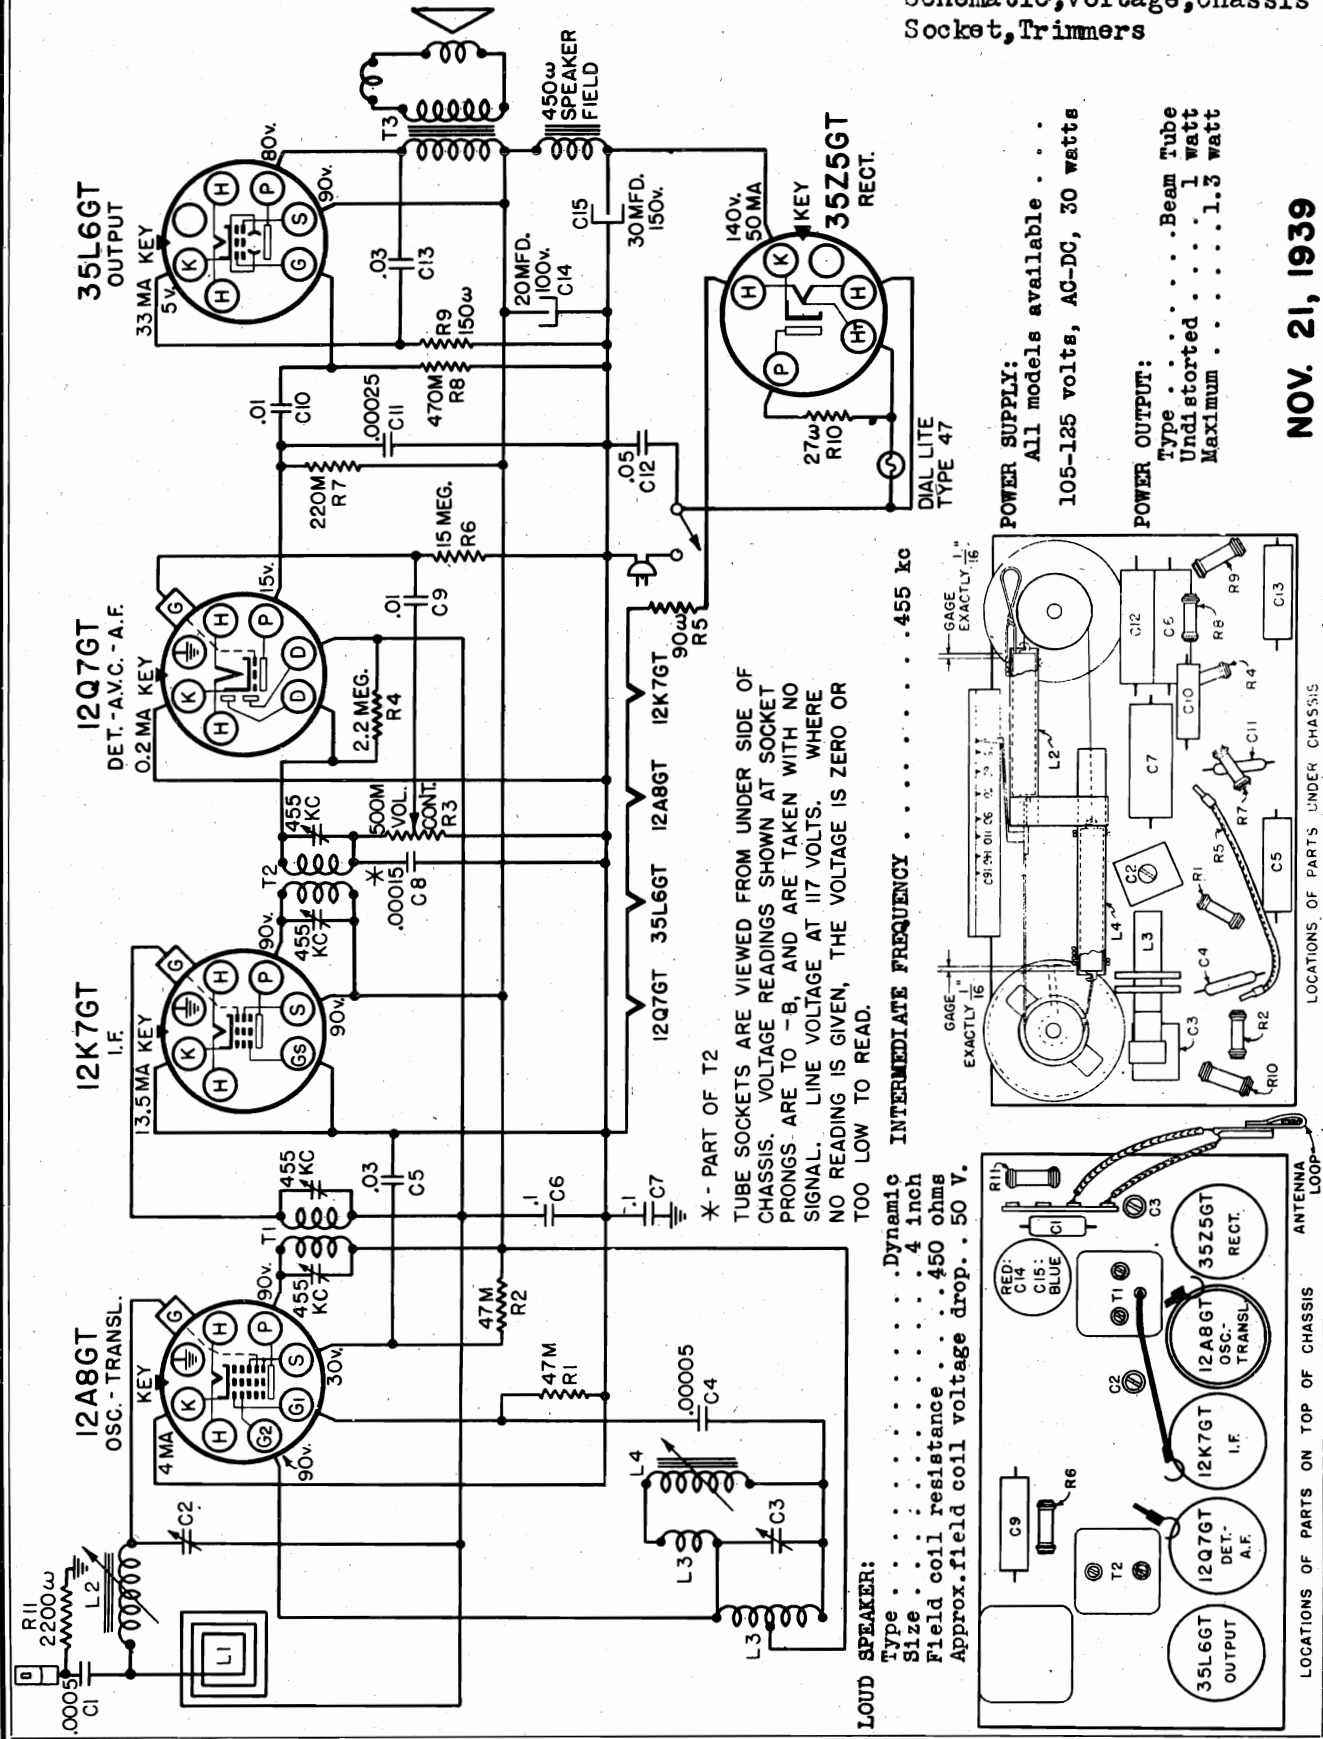 Socket,Trimmers
35L6GT
OUTPUT
33 MA KEY
5v.
80v.
90v.
H
K
H
P
S
G
T3
450ω
SPEAKER
FIELD
.03
C13
R9
150ω
20MFD.
100v.
C14
C15
30MFD.
150v.
.01
C10
470M
R8
.00025
C11
220M
R7
.05
C12
140v.
50 MA
KEY
35Z5GT
RECT.
H
K
H
HT
P
27ω
R10
DIAL LITE
TYPE 47
12Q7GT
DET.-A.V.C.-A.F.
0.2 MA KEY
15v.
G
H
K
H
P
D
D
15 MEG.
R6
.01
C9
2.2 MEG.
R4
90ω
R5
455
KC
T2
500M
VOL.
CONT.
R3
*
.00015
C8
12K7GT
I.F.
13.5 MA KEY
90v.
90v.
455
KC
G
K
H
H
P
S
GS
12Q7GT 35L6GT 12A8GT 12K7GT
.03
C5
T1
455
KC
455
KC
90v.
.1
C6
.1
C7
12A8GT
OSC.-TRANSL.
KEY
4 MA
G
K
H
H
P
S
G1
G2
30v.
90v.
47M
R2
47M
R1
.00005
C4
L4
L3
C3
L3
R11
2200ω
L2
C2
.0005
C1
L1
* - PART OF T2
TUBE SOCKETS ARE VIEWED FROM UNDER SIDE OF
CHASSIS. VOLTAGE READINGS SHOWN AT SOCKET
PRONGS ARE TO -B, AND ARE TAKEN WITH NO
SIGNAL. LINE VOLTAGE AT 117 VOLTS. WHERE
NO READING IS GIVEN, THE VOLTAGE IS ZERO OR
TOO LOW TO READ.
LOUD SPEAKER:
Type . . . . . . . . . . . . Dynamic
Size . . . . . . . . . . . . 4 inch
Field coil resistance . . . .450 ohms
Approx.field coil voltage drop. . 50 V.
INTERMEDIATE FREQUENCY . . . . . . . . . .455 kc
POWER SUPPLY:
All models available . . .
105-125 volts, AC-DC, 30 watts
POWER OUTPUT:
Type . . . . . . . .Beam Tube
Undistorted . . . . . 1 watt
Maximum . . . . . . .1.3 watt
NOV. 21, 1939
GAGE
EXACTLY 1/16"
GAGE
EXACTLY 1/16"
L2
L4
L3
C2
C3
C4
C5
C6
C7
C10
C11
C12
C13
R1
R2
R4
R5
R7
R8
R9
R10
LOCATIONS OF PARTS UNDER CHASSIS
R11
C1
C3
RED:
C14
C15:
BLUE
T1
C2
C9
R6
T2
35L6GT
OUTPUT
12Q7GT
DET.-
A.F.
12K7GT
I.F.
12A8GT
OSC.-
TRANSL.
35Z5GT
RECT.
ANTENNA
LOOP
LOCATIONS OF PARTS ON TOP OF CHASSIS